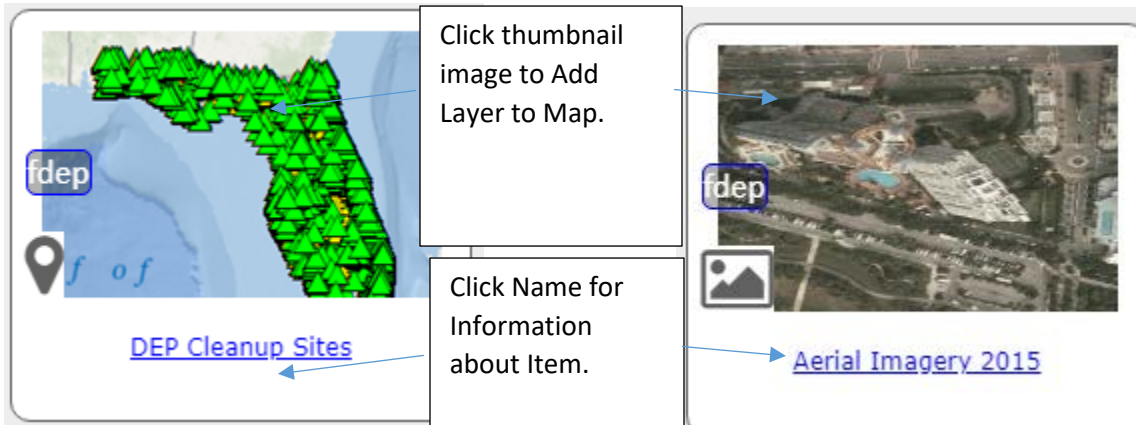 Click thumbnail
image to Add
Layer to Map.
fdep
fdep
f of
Click Name for
Information
about Item.
DEP Cleanup Sites
Aerial Imagery 2015